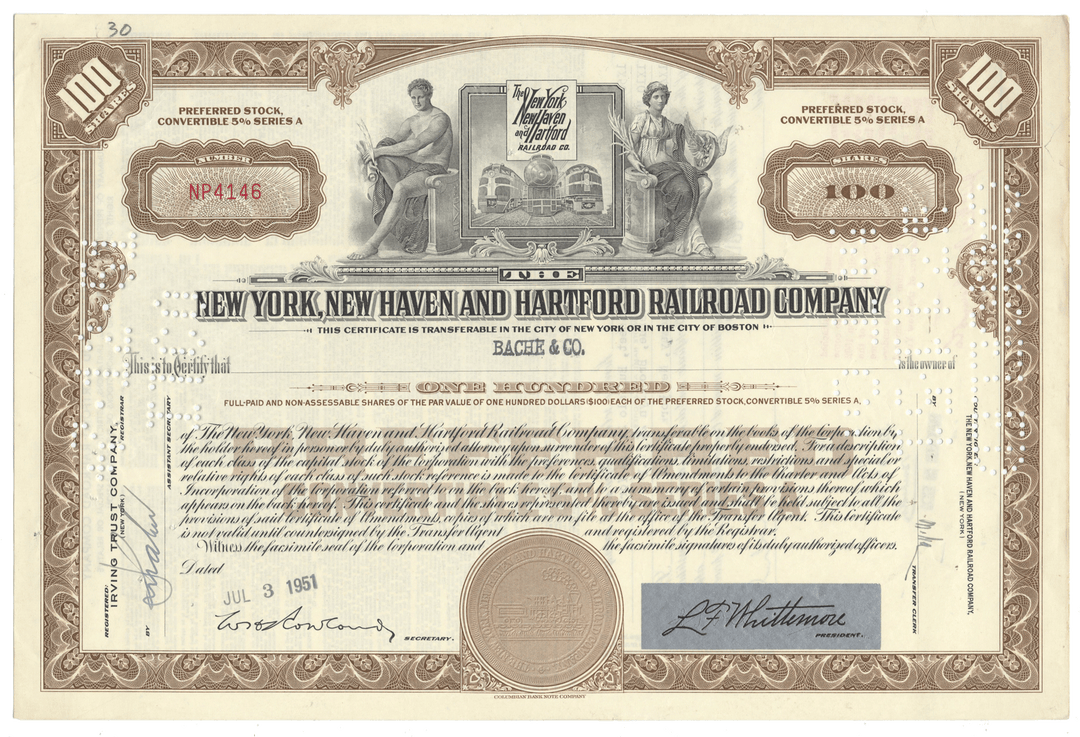 30
100
SHARES
100
SHARES
PREFERRED STOCK,
CONVERTIBLE 5% SERIES A
The New York
New Haven
and Hartford
RAILROAD CO.
PREFERRED STOCK,
CONVERTIBLE 5% SERIES A
NUMBER
NP4146
SHARES
100
THE
NEW YORK, NEW HAVEN AND HARTFORD RAILROAD COMPANY
THIS CERTIFICATE IS TRANSFERABLE IN THE CITY OF NEW YORK OR IN THE CITY OF BOSTON
BACHE & CO.
This is to Certify that
is the owner of
ONE HUNDRED
FULL-PAID AND NON-ASSESSABLE SHARES OF THE PAR VALUE OF ONE HUNDRED DOLLARS ($100) EACH OF THE PREFERRED STOCK, CONVERTIBLE 5% SERIES A,
of The New York, New Haven and Hartford Railroad Company, transferable on the books of the Corporation by
the holder hereof in person or by duly authorized attorney upon surrender of this certificate properly endorsed. For a description
of each class of the capital stock of the Corporation with the preferences, qualifications, limitations, restrictions and special or
relative rights of each class of such stock reference is made to the Certificate of Amendments to the Charter and Acts of
Incorporation of the Corporation referred to on the back hereof, and to a summary of certain provisions thereof which
appears on the back hereof. This certificate and the shares represented thereby are issued and shall be held subject to all the
provisions of said Certificate of Amendments, copies of which are on file at the office of the Transfer Agent. This Certificate
is not valid until countersigned by the Transfer Agent and registered by the Registrar.
Witness the facsimile seal of the Corporation and the facsimile signatures of its duly authorized officers.
Dated
JUL 3 1951
SECRETARY.
L F Whittemore
PRESIDENT.
REGISTERED:
IRVING TRUST COMPANY,
(NEW YORK)
REGISTRAR
BY
ASSISTANT SECRETARY
THE NEW YORK, NEW HAVEN AND HARTFORD RAILROAD COMPANY,
(NEW YORK)
BY
TRANSFER CLERK
COLUMBIAN BANK NOTE COMPANY